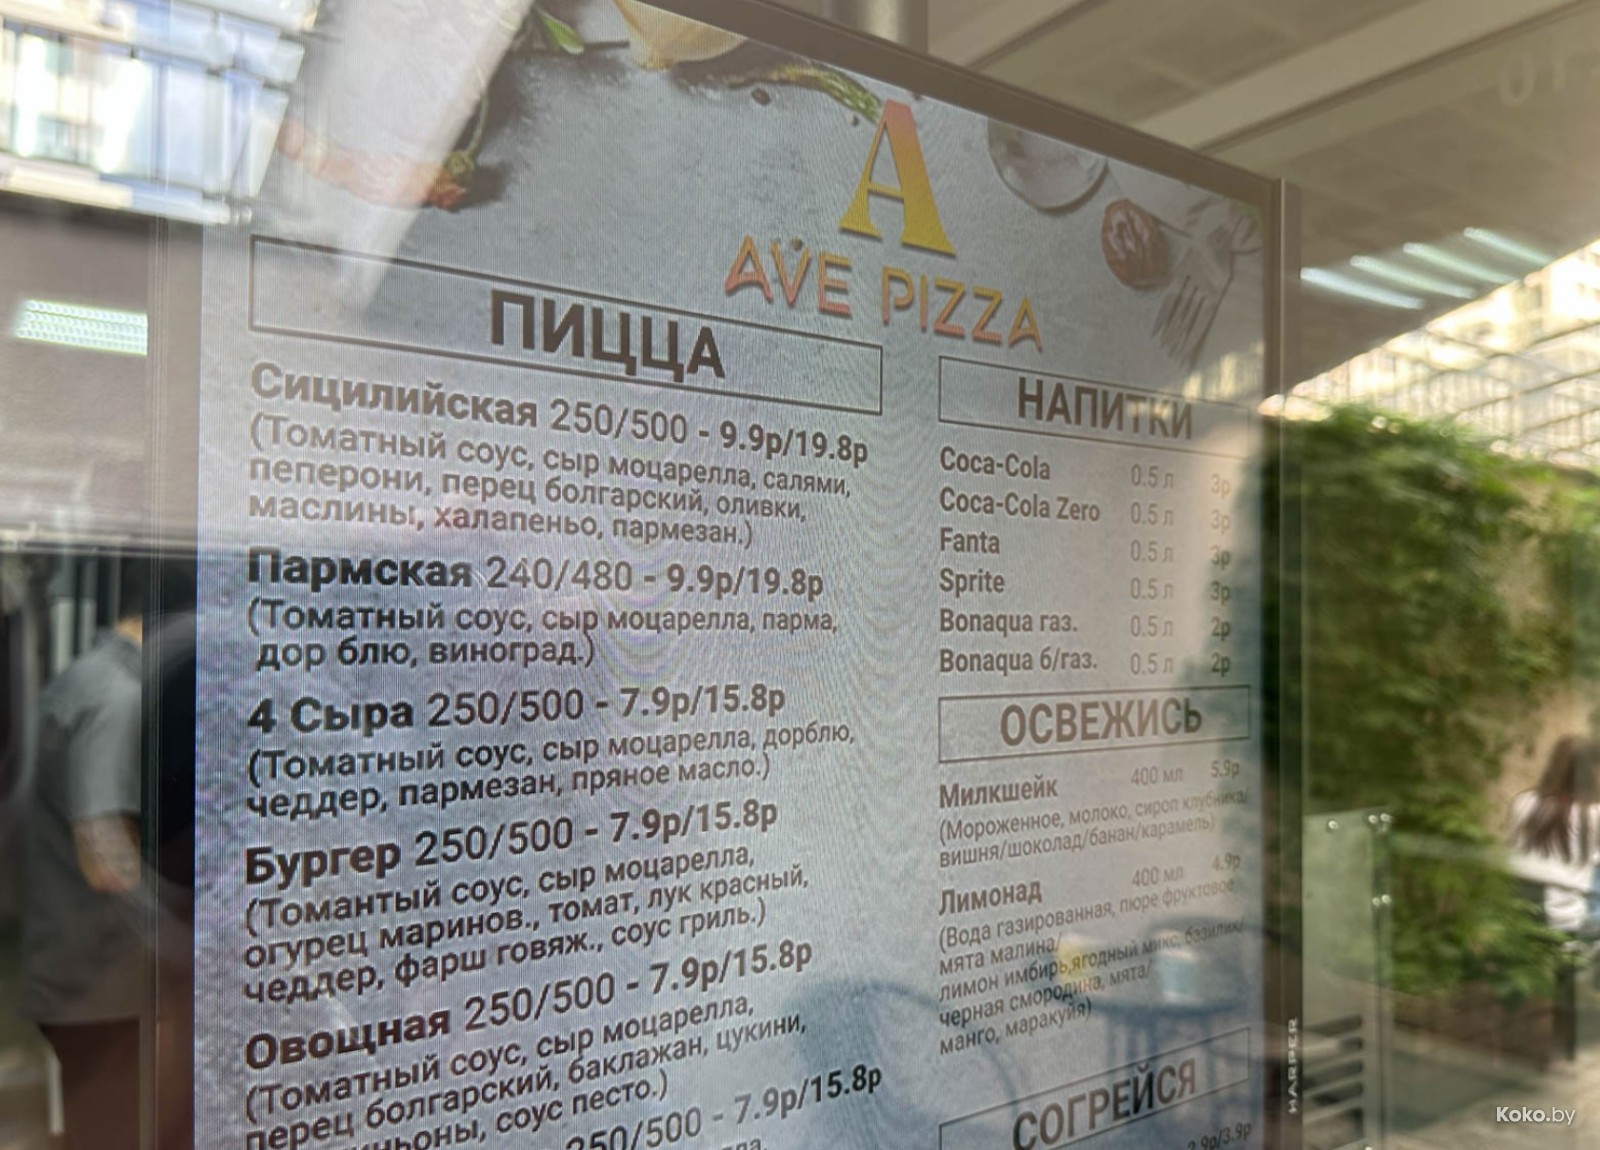 A
AVE PIZZA
ПИЦЦА
Сицилийская 250/500 - 9.9р/19.8р
(Томатный соус, сыр моцарелла, салями,
пеперони, перец болгарский, оливки,
маслины, халапеньо, пармезан.)
Пармская 240/480 - 9.9р/19.8р
(Томатный соус, сыр моцарелла, парма,
дор блю, виноград.)
4 Сыра 250/500 - 7.9р/15.8р
(Томатный соус, сыр моцарелла, дорблю,
чеддер, пармезан, пряное масло.)
Бургер 250/500 - 7.9р/15.8р
(Томантый соус, сыр моцарелла,
огурец маринов., томат, лук красный,
чеддер, фарш говяж., соус гриль.)
Овощная 250/500 - 7.9р/15.8р
(Томатный соус, сыр моцарелла,
перец болгарский, баклажан, цукини,
соус песто.)
250/500 - 7.9р/15.8р
НАПИТКИ
Coca-Cola 0.5 л 3р
Coca-Cola Zero 0.5 л 3р
Fanta 0.5 л 3р
Sprite 0.5 л 3р
Bonaqua газ. 0.5 л 2р
Bonaqua б/газ. 0.5 л 2р
ОСВЕЖИСЬ
Милкшейк 400 мл 5.9р
(Мороженное, молоко, сироп клубника/
вишня/шоколад/банан/карамель)
Лимонад 400 мл 4.9р
(Вода газированная, пюре фруктовое
мята малина/
лимон имбирь,ягодный микс, базилик/
черная смородина, мята/
манго, маракуйя)
СОГРЕЙСЯ
2.9р/3.9р
HARPER
Koko.by